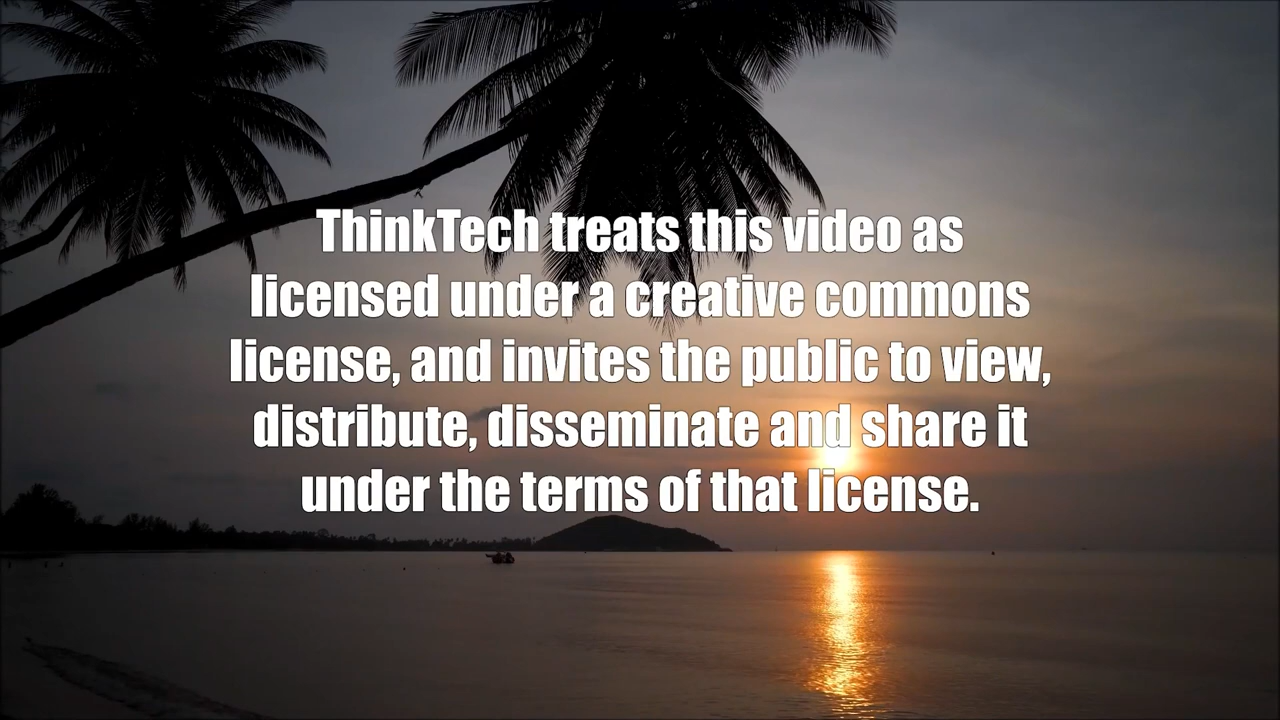 ThinkTech treats this video as
licensed under a creative commons
license, and invites the public to view,
distribute, disseminate and share it
under the terms of that license.